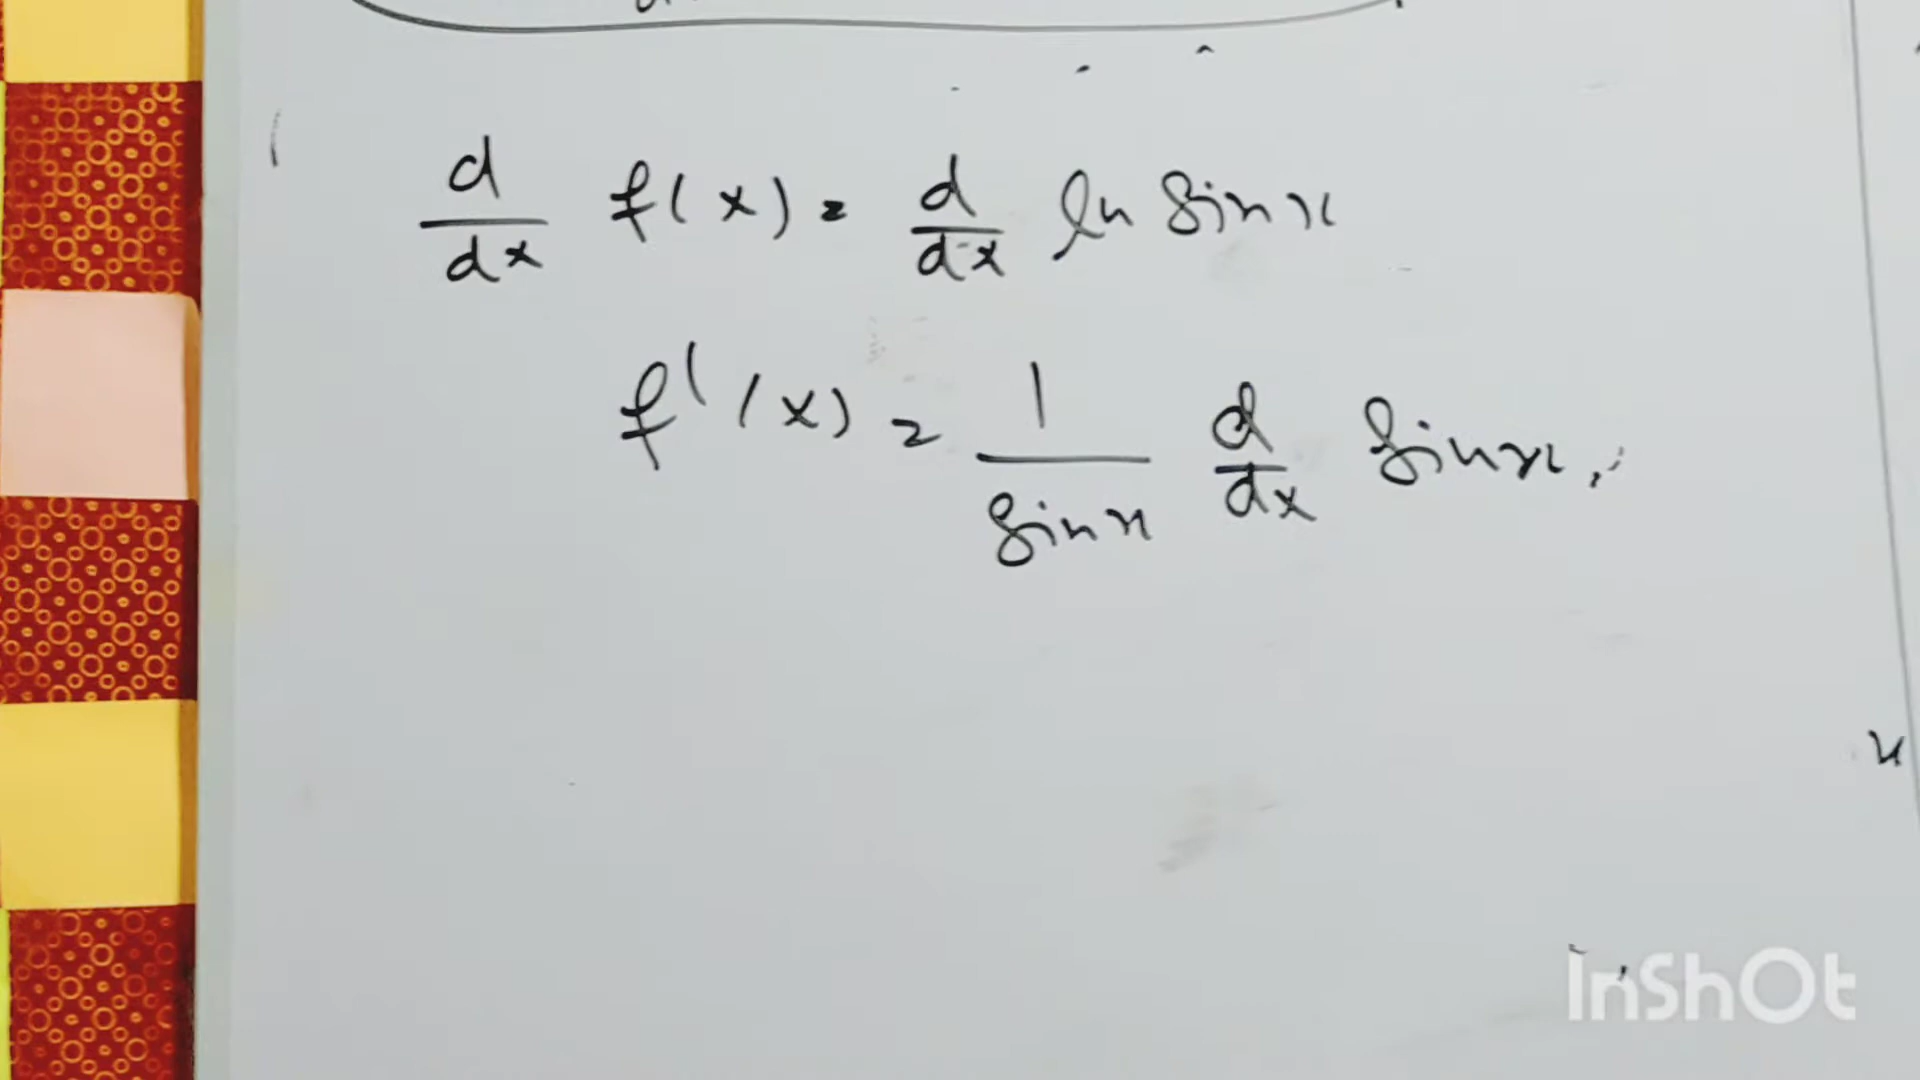 d/dx f(x) = d/dx ln sin x
f'(x) = 1/sin x d/dx sin x.
x
InShOt